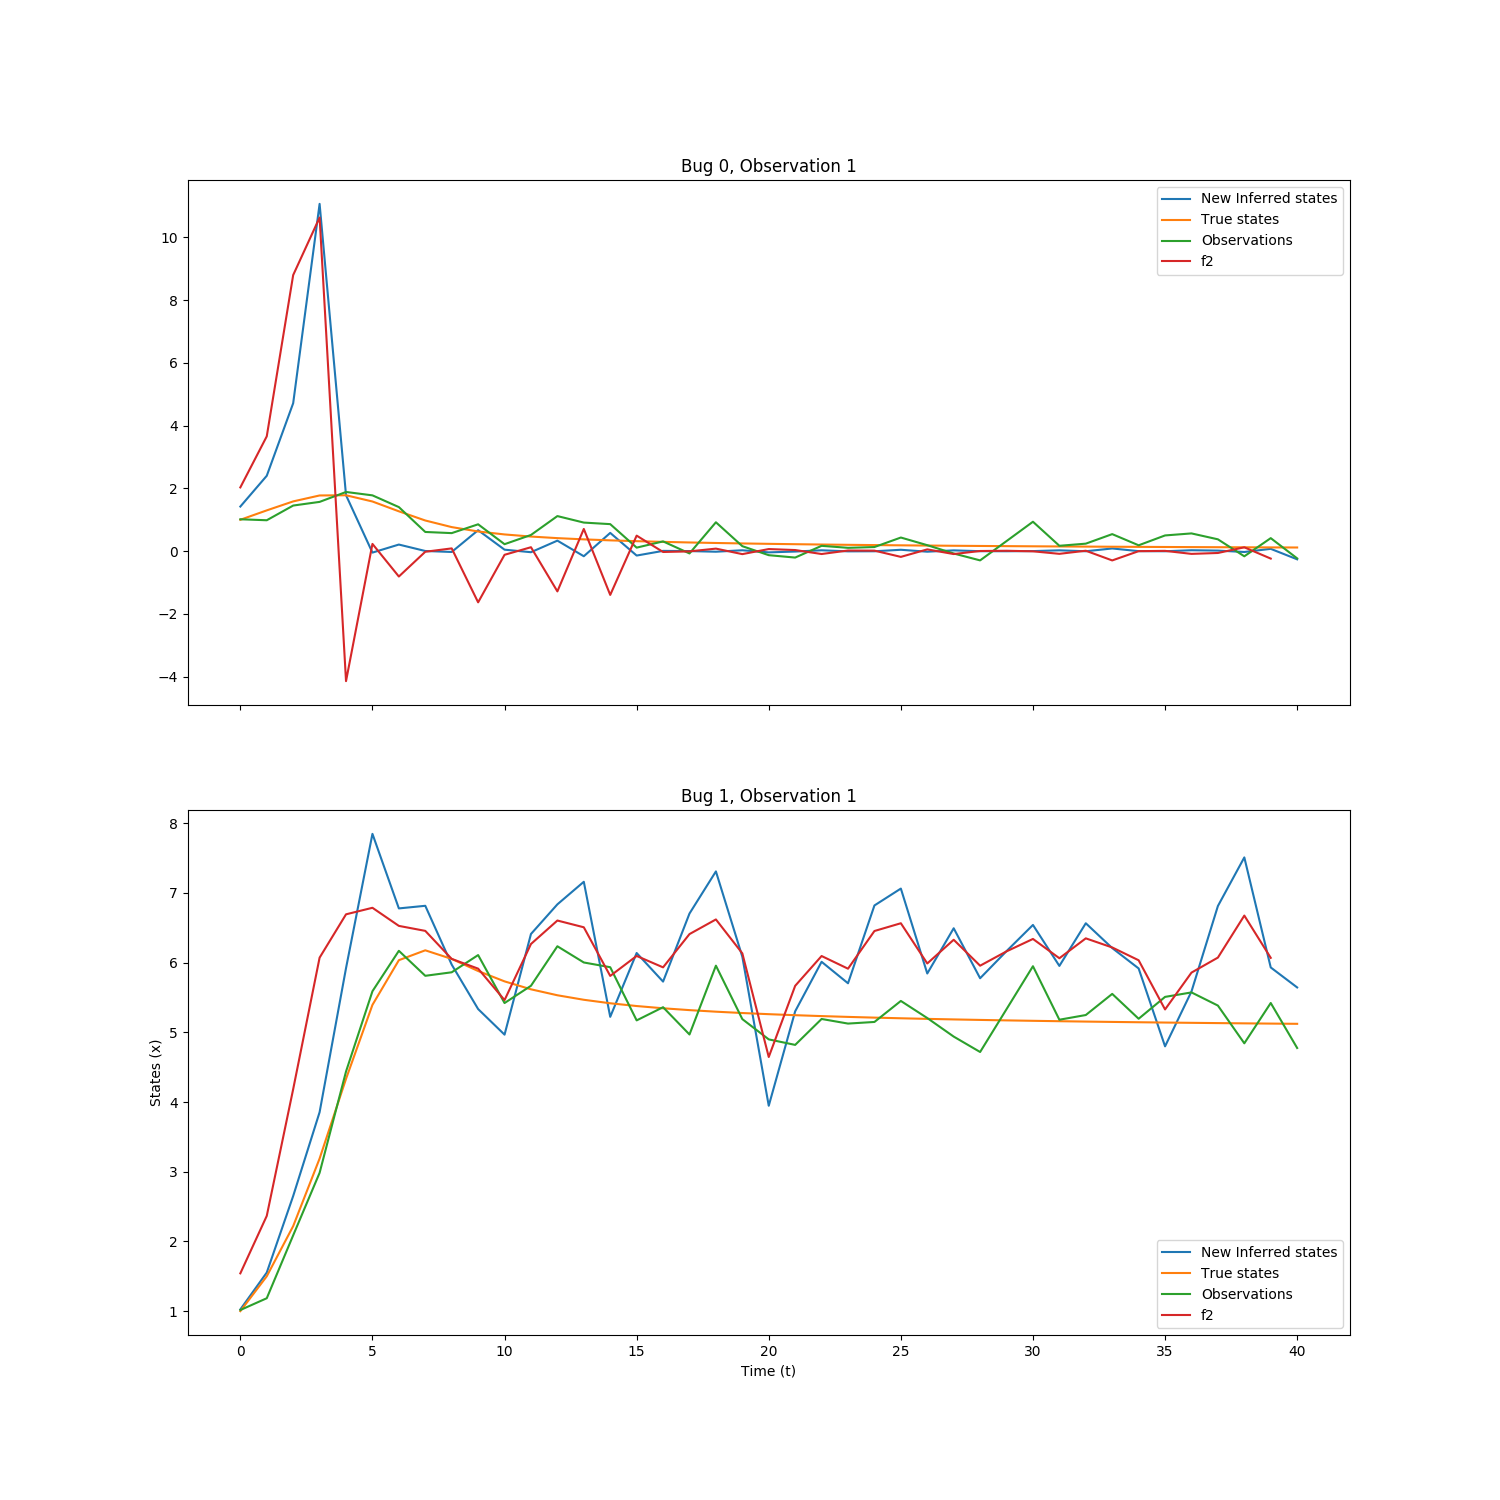 Bug 0, Observation 1
New Inferred states
True states
Observations
f2
10
8
6
4
2
0
−2
−4
Bug 1, Observation 1
8
7
6
5
4
3
2
1
States (x)
New Inferred states
True states
Observations
f2
0 5 10 15 20 25 30 35 40
Time (t)